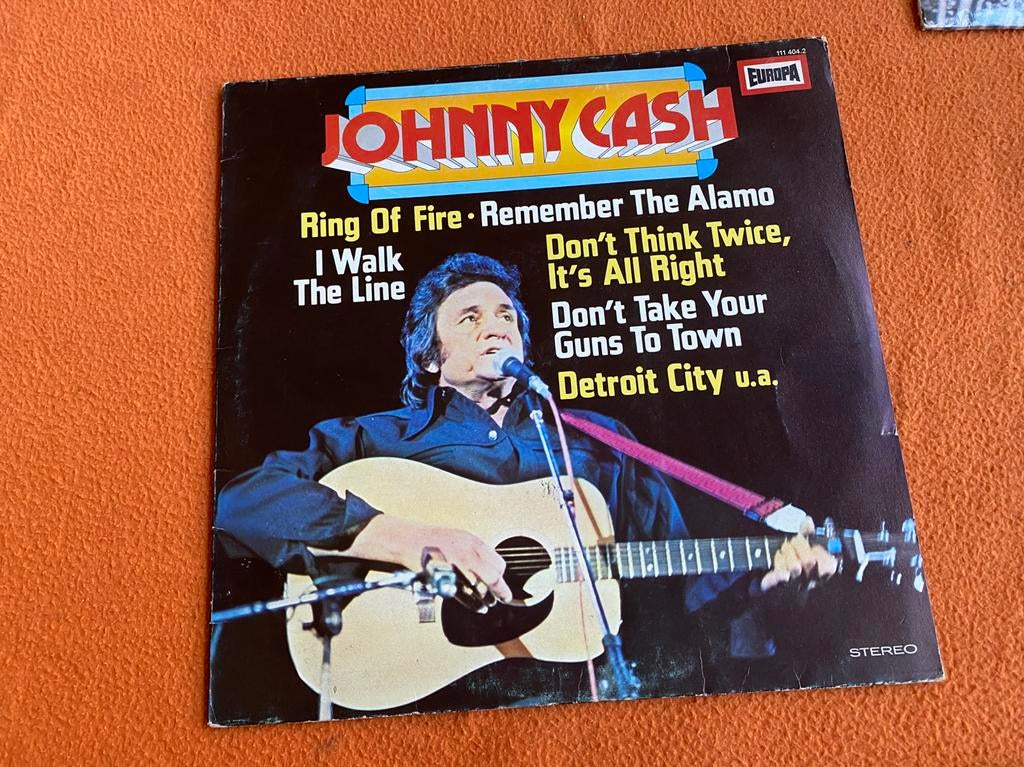 111 404.2
EUROPA
JOHNNY CASH
Ring Of Fire · Remember The Alamo
I Walk
The Line
Don't Think Twice,
It's All Right
Don't Take Your
Guns To Town
Detroit City u.a.
STEREO